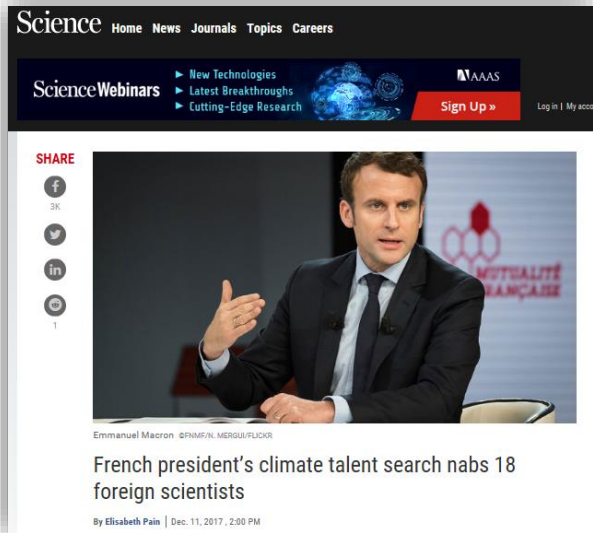 Science Home News Journals Topics Careers
ScienceWebinars
► New Technologies
► Latest Breakthroughs
► Cutting-Edge Research
AAAS
Sign Up »
Log in | My acco
SHARE
3K
1
MUTUALITÉ
FRANÇAISE
Emmanuel Macron ©FNMF/N. MERGUI/FLICKR
French president’s climate talent search nabs 18
foreign scientists
By Elisabeth Pain | Dec. 11, 2017 , 2:00 PM